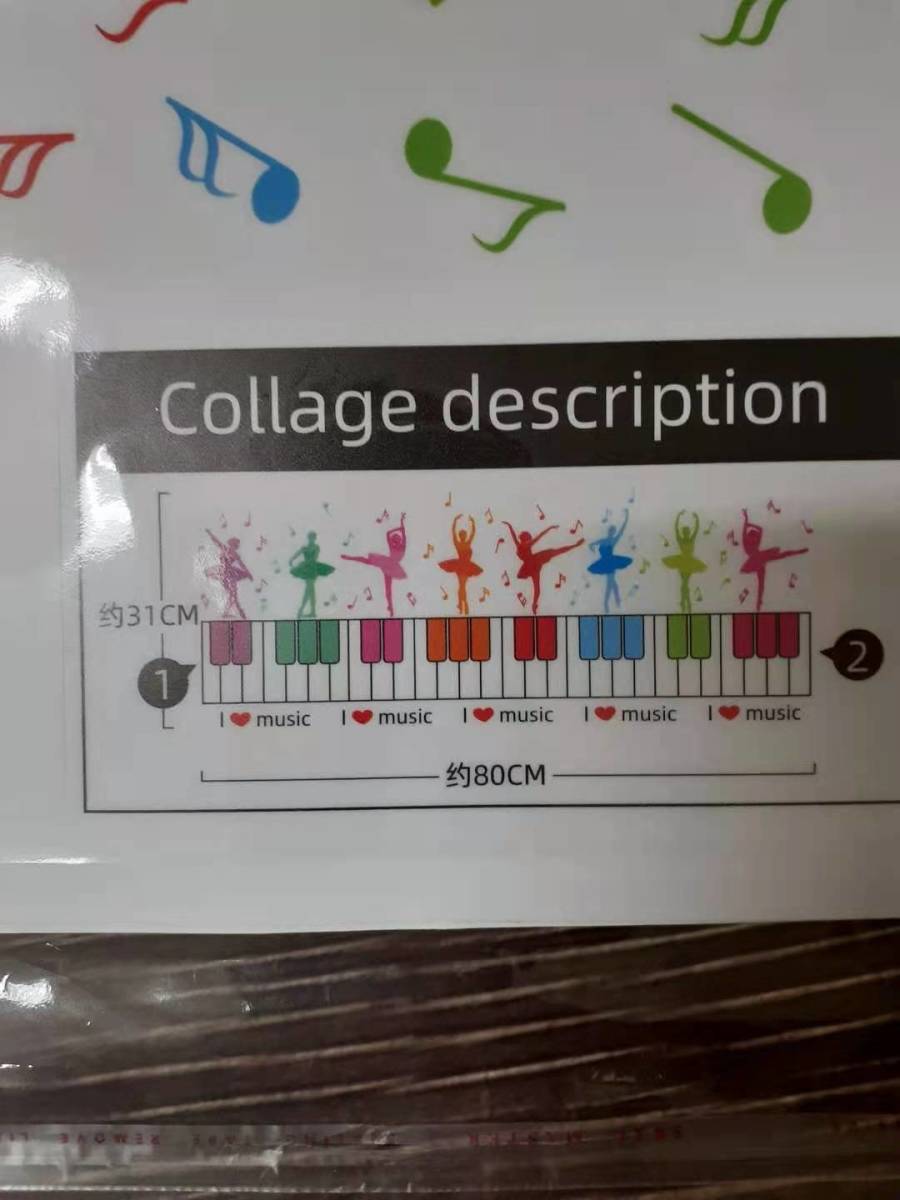 Collage description
约31CM
1
2
I ❤ music I ❤ music I ❤ music I ❤ music I ❤ music
约80CM